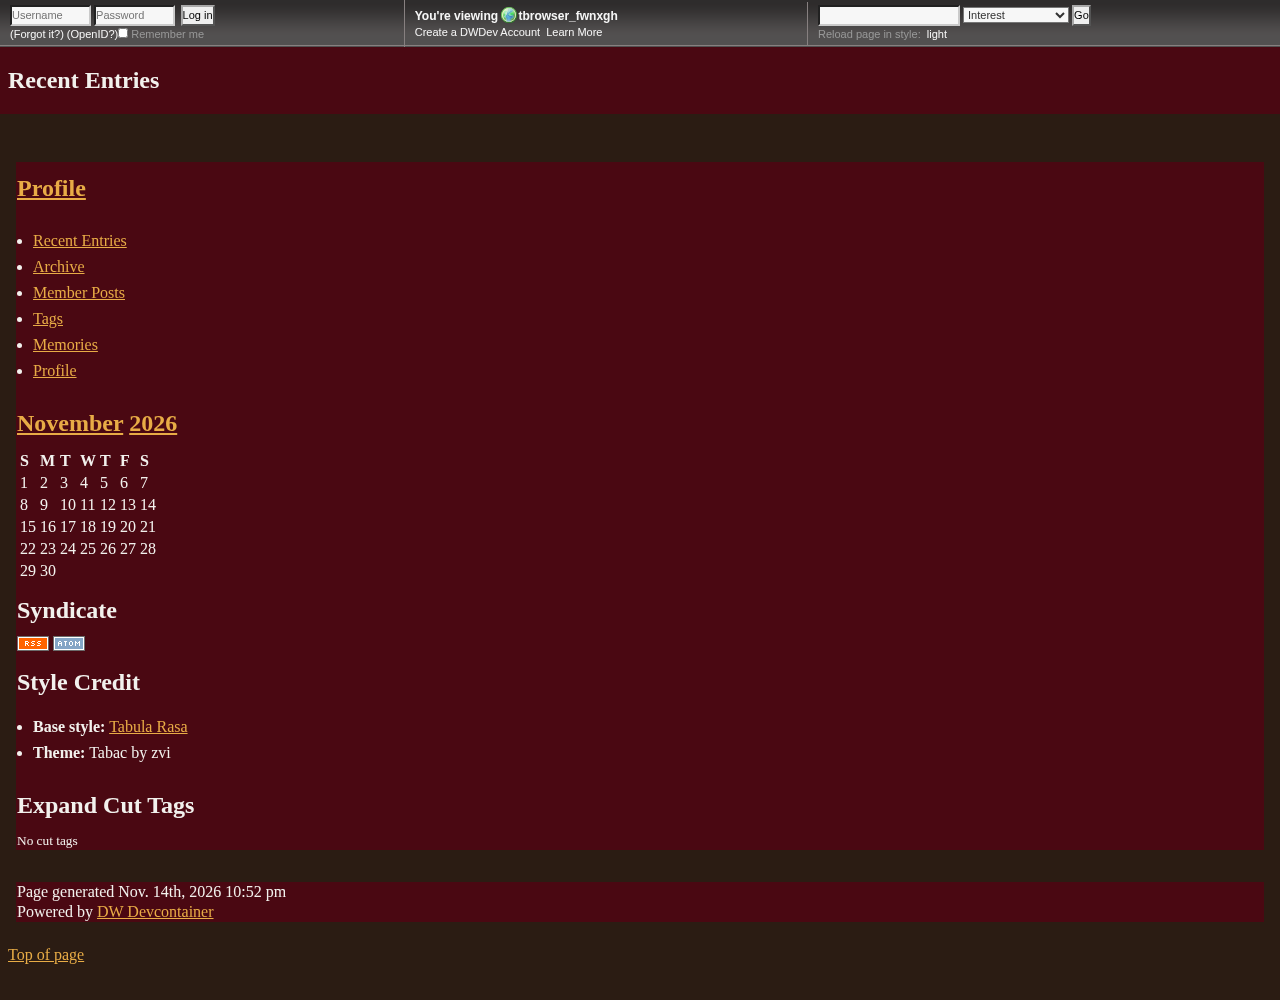 Username Password Log in
(Forgot it?) (OpenID?) Remember me
You're viewing tbrowser_fwnxgh
Create a DWDev Account Learn More
Interest Go
Reload page in style: light
Recent Entries
Profile
Recent Entries
Archive
Member Posts
Tags
Memories
Profile
November 2026
S M T W T F S
1 2 3 4 5 6 7
8 9 10 11 12 13 14
15 16 17 18 19 20 21
22 23 24 25 26 27 28
29 30
Syndicate
RSS ATOM
Style Credit
Base style: Tabula Rasa
Theme: Tabac by zvi
Expand Cut Tags
No cut tags
Page generated Nov. 14th, 2026 10:52 pm
Powered by DW Devcontainer
Top of page